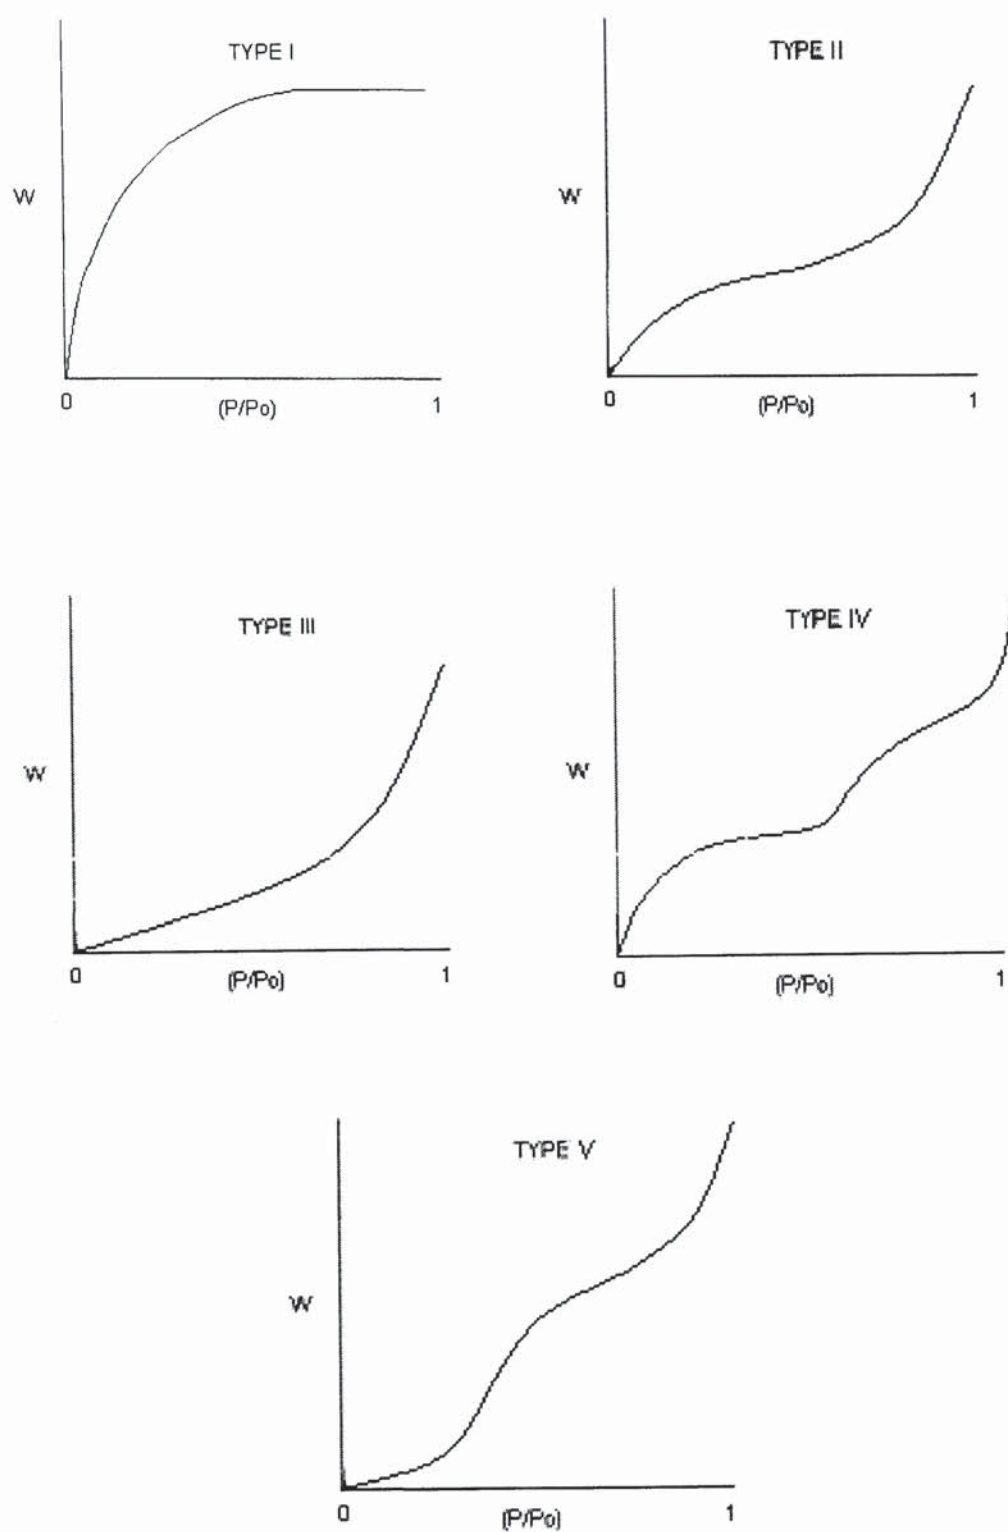 TYPE I
W
0 (P/Po) 1
TYPE II
W
0 (P/Po) 1
TYPE III
W
0 (P/Po) 1
TYPE IV
W
0 (P/Po) 1
TYPE V
W
0 (P/Po) 1